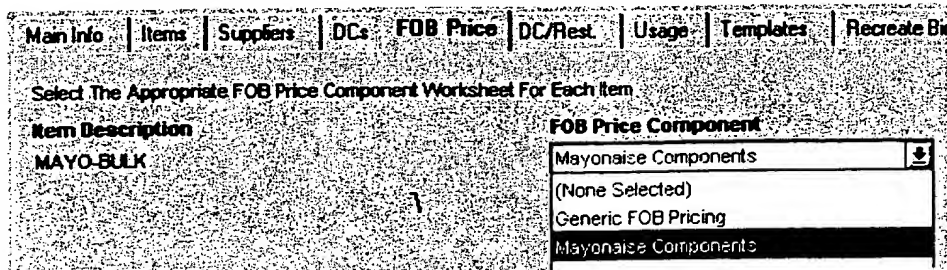 Main Info Items Suppliers DCs FOB Price DC/Rest. Usage Templates Recreate
Select The Appropriate FOB Price Component Worksheet For Each Item
Item Description FOB Price Component
MAYO-BULK Mayonaise Components
(None Selected)
Generic FOB Pricing
Mayonaise Components